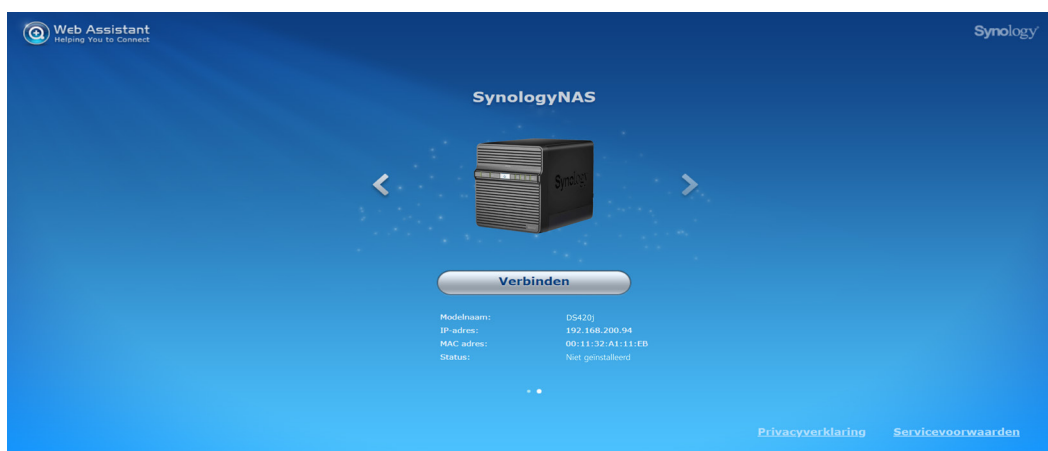 Web Assistant
Helping You to Connect
Synology
SynologyNAS
Synology
Verbinden
Modelnaam: DS420j
IP-adres: 192.168.200.94
MAC adres: 00:11:32:A1:11:EB
Status: Niet geïnstalleerd
Privacyverklaring Servicevoorwaarden